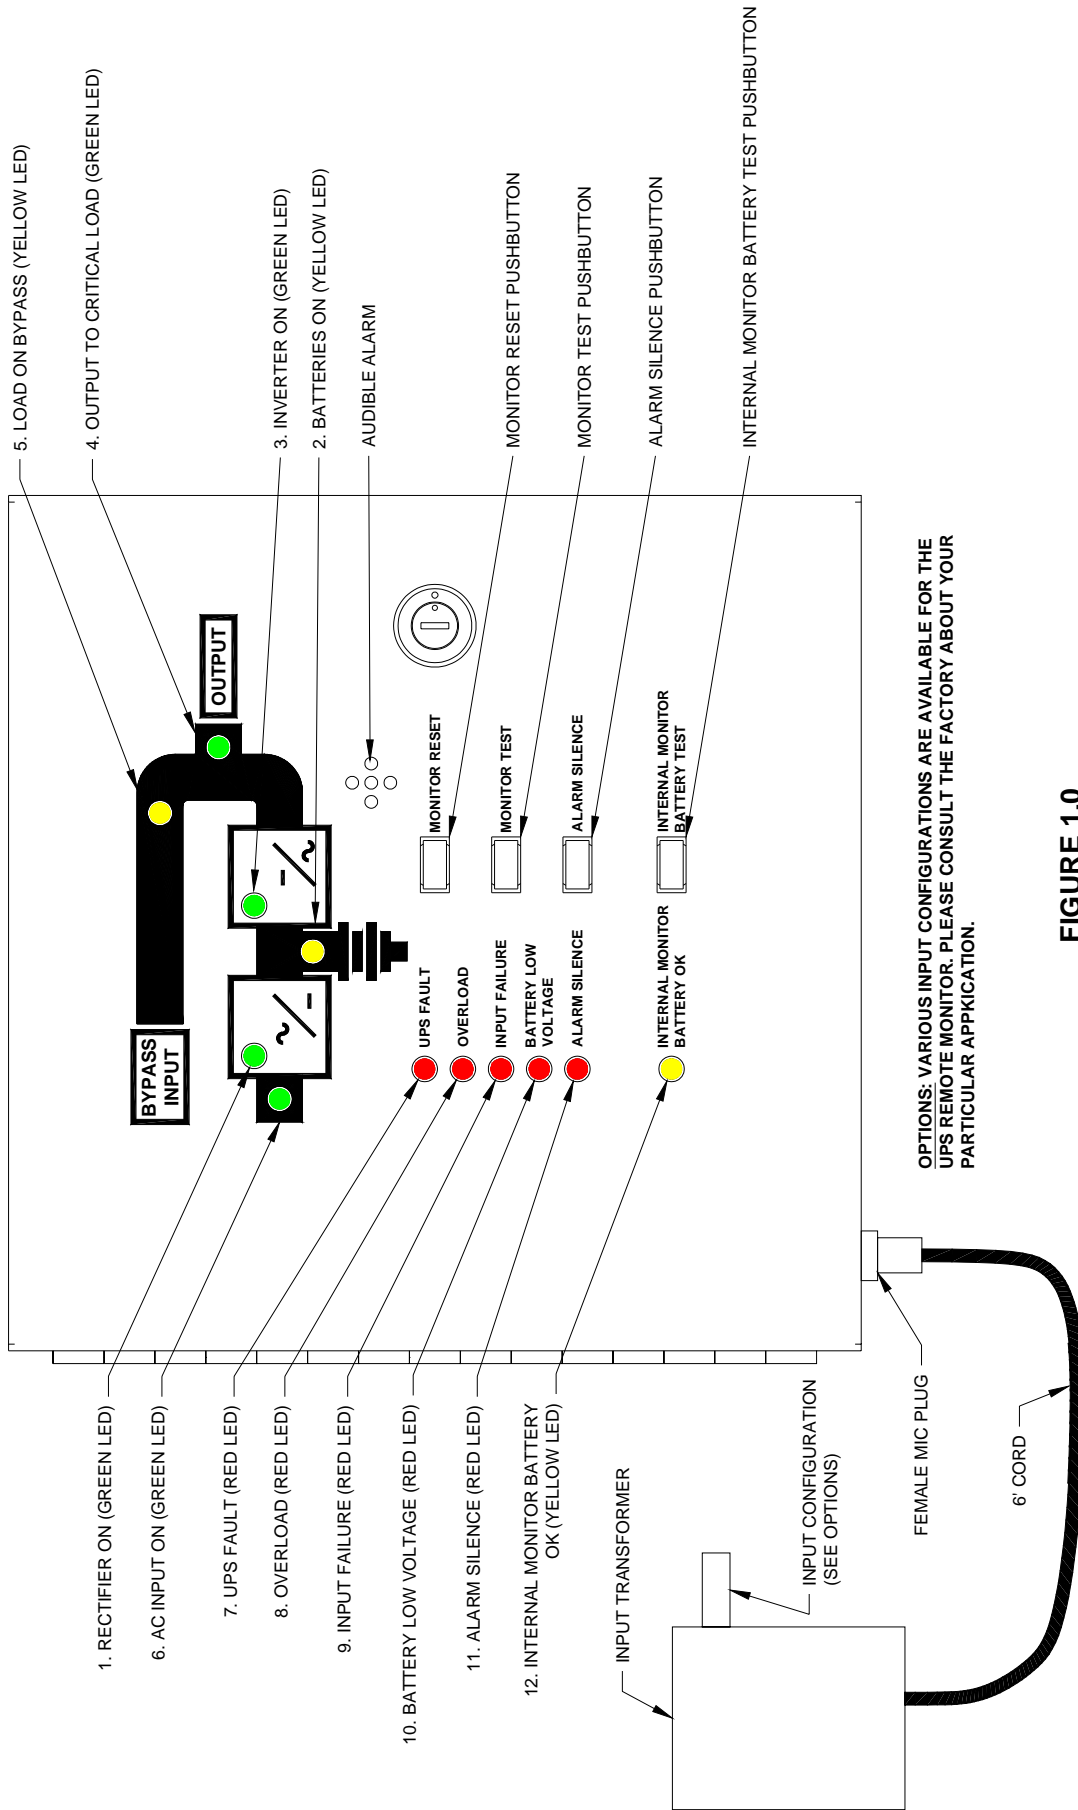 5. LOAD ON BYPASS (YELLOW LED)
4. OUTPUT TO CRITICAL LOAD (GREEN LED)
3. INVERTER ON (GREEN LED)
2. BATTERIES ON (YELLOW LED)
AUDIBLE ALARM
MONITOR RESET PUSHBUTTON
MONITOR TEST PUSHBUTTON
ALARM SILENCE PUSHBUTTON
INTERNAL MONITOR BATTERY TEST PUSHBUTTON
BYPASS
INPUT
OUTPUT
~/-
-/~
UPS FAULT
OVERLOAD
INPUT FAILURE
BATTERY LOW
VOLTAGE
ALARM SILENCE
INTERNAL MONITOR
BATTERY OK
MONITOR RESET
MONITOR TEST
ALARM SILENCE
INTERNAL MONITOR
BATTERY TEST
1. RECTIFIER ON (GREEN LED)
6. AC INPUT ON (GREEN LED)
7. UPS FAULT (RED LED)
8. OVERLOAD (RED LED)
9. INPUT FAILURE (RED LED)
10. BATTERY LOW VOLTAGE (RED LED)
11. ALARM SILENCE (RED LED)
12. INTERNAL MONITOR BATTERY
OK (YELLOW LED)
INPUT TRANSFORMER
INPUT CONFIGURATION
(SEE OPTIONS)
FEMALE MIC PLUG
6' CORD
OPTIONS: VARIOUS INPUT CONFIGURATIONS ARE AVAILABLE FOR THE
UPS REMOTE MONITOR. PLEASE CONSULT THE FACTORY ABOUT YOUR
PARTICULAR APPKICATION.
FIGURE 1.0